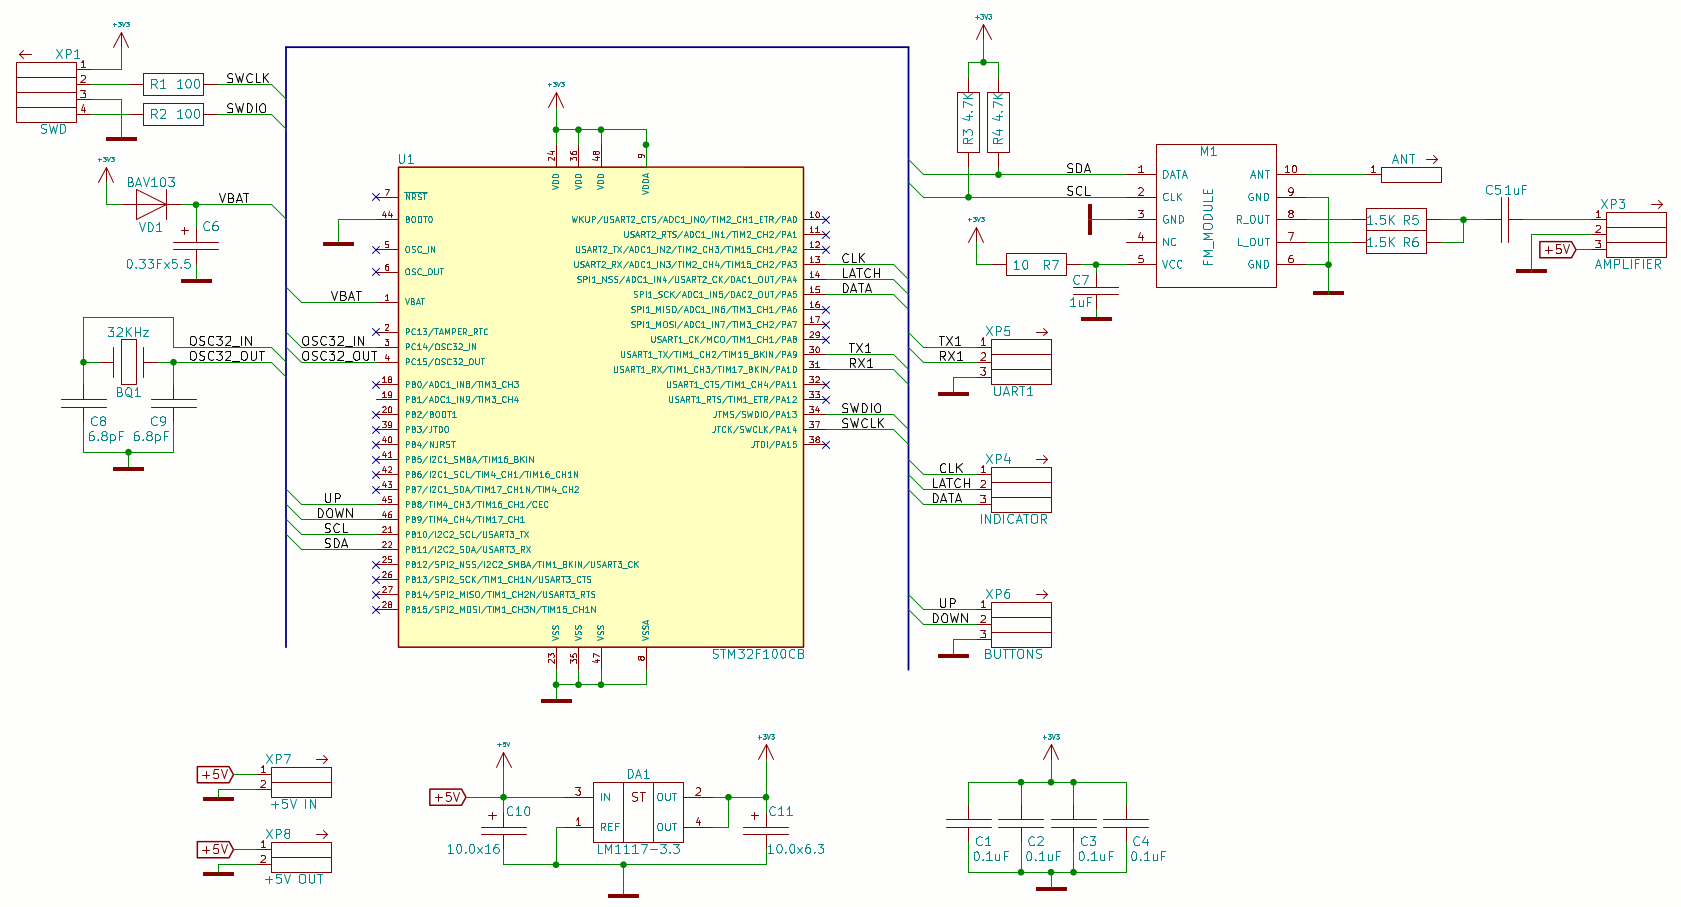 +3V3
XP1
1
2
3
4
SWD
R1 100
R2 100
SWCLK
SWDIO
+3V3
BAV103
VD1
VBAT
+
C6
0.33Fx5.5
32KHz
BQ1
OSC32_IN
OSC32_OUT
C8
6.8pF
C9
6.8pF
U1
+3V3
24 VDD
36 VDD
48 VDD
9 VDDA
7 NRST
44 BOOT0
5 OSC_IN
6 OSC_OUT
VBAT 1 VBAT
2 PC13/TAMPER_RTC
OSC32_IN 3 PC14/OSC32_IN
OSC32_OUT 4 PC15/OSC32_OUT
18 PB0/ADC1_IN8/TIM3_CH3
19 PB1/ADC1_IN9/TIM3_CH4
20 PB2/BOOT1
39 PB3/JTDO
40 PB4/NJRST
41 PB5/I2C1_SMBA/TIM16_BKIN
42 PB6/I2C1_SCL/TIM4_CH1/TIM16_CH1N
43 PB7/I2C1_SDA/TIM17_CH1N/TIM4_CH2
UP 45 PB8/TIM4_CH3/TIM16_CH1/CEC
DOWN 46 PB9/TIM4_CH4/TIM17_CH1
SCL 21 PB10/I2C2_SCL/USART3_TX
SDA 22 PB11/I2C2_SDA/USART3_RX
25 PB12/SPI2_NSS/I2C2_SMBA/TIM1_BKIN/USART3_CK
26 PB13/SPI2_SCK/TIM1_CH1N/USART3_CTS
27 PB14/SPI2_MISO/TIM1_CH2N/USART3_RTS
28 PB15/SPI2_MOSI/TIM1_CH3N/TIM15_CH1N
WKUP/USART2_CTS/ADC1_IN0/TIM2_CH1_ETR/PA0 10
USART2_RTS/ADC1_IN1/TIM2_CH2/PA1 11
USART2_TX/ADC1_IN2/TIM2_CH3/TIM15_CH1/PA2 12
USART2_RX/ADC1_IN3/TIM2_CH4/TIM15_CH2/PA3 13 CLK
SPI1_NSS/ADC1_IN4/USART2_CK/DAC1_OUT/PA4 14 LATCH
SPI1_SCK/ADC1_IN5/DAC2_OUT/PA5 15 DATA
SPI1_MISO/ADC1_IN6/TIM3_CH1/PA6 16
SPI1_MOSI/ADC1_IN7/TIM3_CH2/PA7 17
USART1_CK/MCO/TIM1_CH1/PA8 29
USART1_TX/TIM1_CH2/TIM15_BKIN/PA9 30 TX1
USART1_RX/TIM1_CH3/TIM17_BKIN/PA10 31 RX1
USART1_CTS/TIM1_CH4/PA11 32
USART1_RTS/TIM1_ETR/PA12 33
JTMS/SWDIO/PA13 34 SWDIO
JTCK/SWCLK/PA14 37 SWCLK
JTDI/PA15 38
VSS 23
VSS 35
VSS 47
VSSA 8
STM32F100CB
+3V3
R3 4.7K
R4 4.7K
SDA
SCL
+3V3
10 R7
C7
1uF
M1
FM_MODULE
1 DATA
2 CLK
3 GND
4 NC
5 VCC
ANT 10
GND 9
R_OUT 8
L_OUT 7
GND 6
ANT
1
1.5K R5
1.5K R6
C5 1uF
XP3
1
2
+5V 3
AMPLIFIER
XP5
TX1 1
RX1 2
3
UART1
XP4
CLK 1
LATCH 2
DATA 3
INDICATOR
XP6
UP 1
DOWN 2
3
BUTTONS
XP7
+5V 1
2
+5V IN
XP8
+5V 1
2
+5V OUT
+5V
+5V
+
C10
10.0x16
DA1
3 IN ST OUT 2
1 REF OUT 4
LM1117-3.3
+3V3
+
C11
10.0x6.3
+3V3
C1
0.1uF
C2
0.1uF
C3
0.1uF
C4
0.1uF